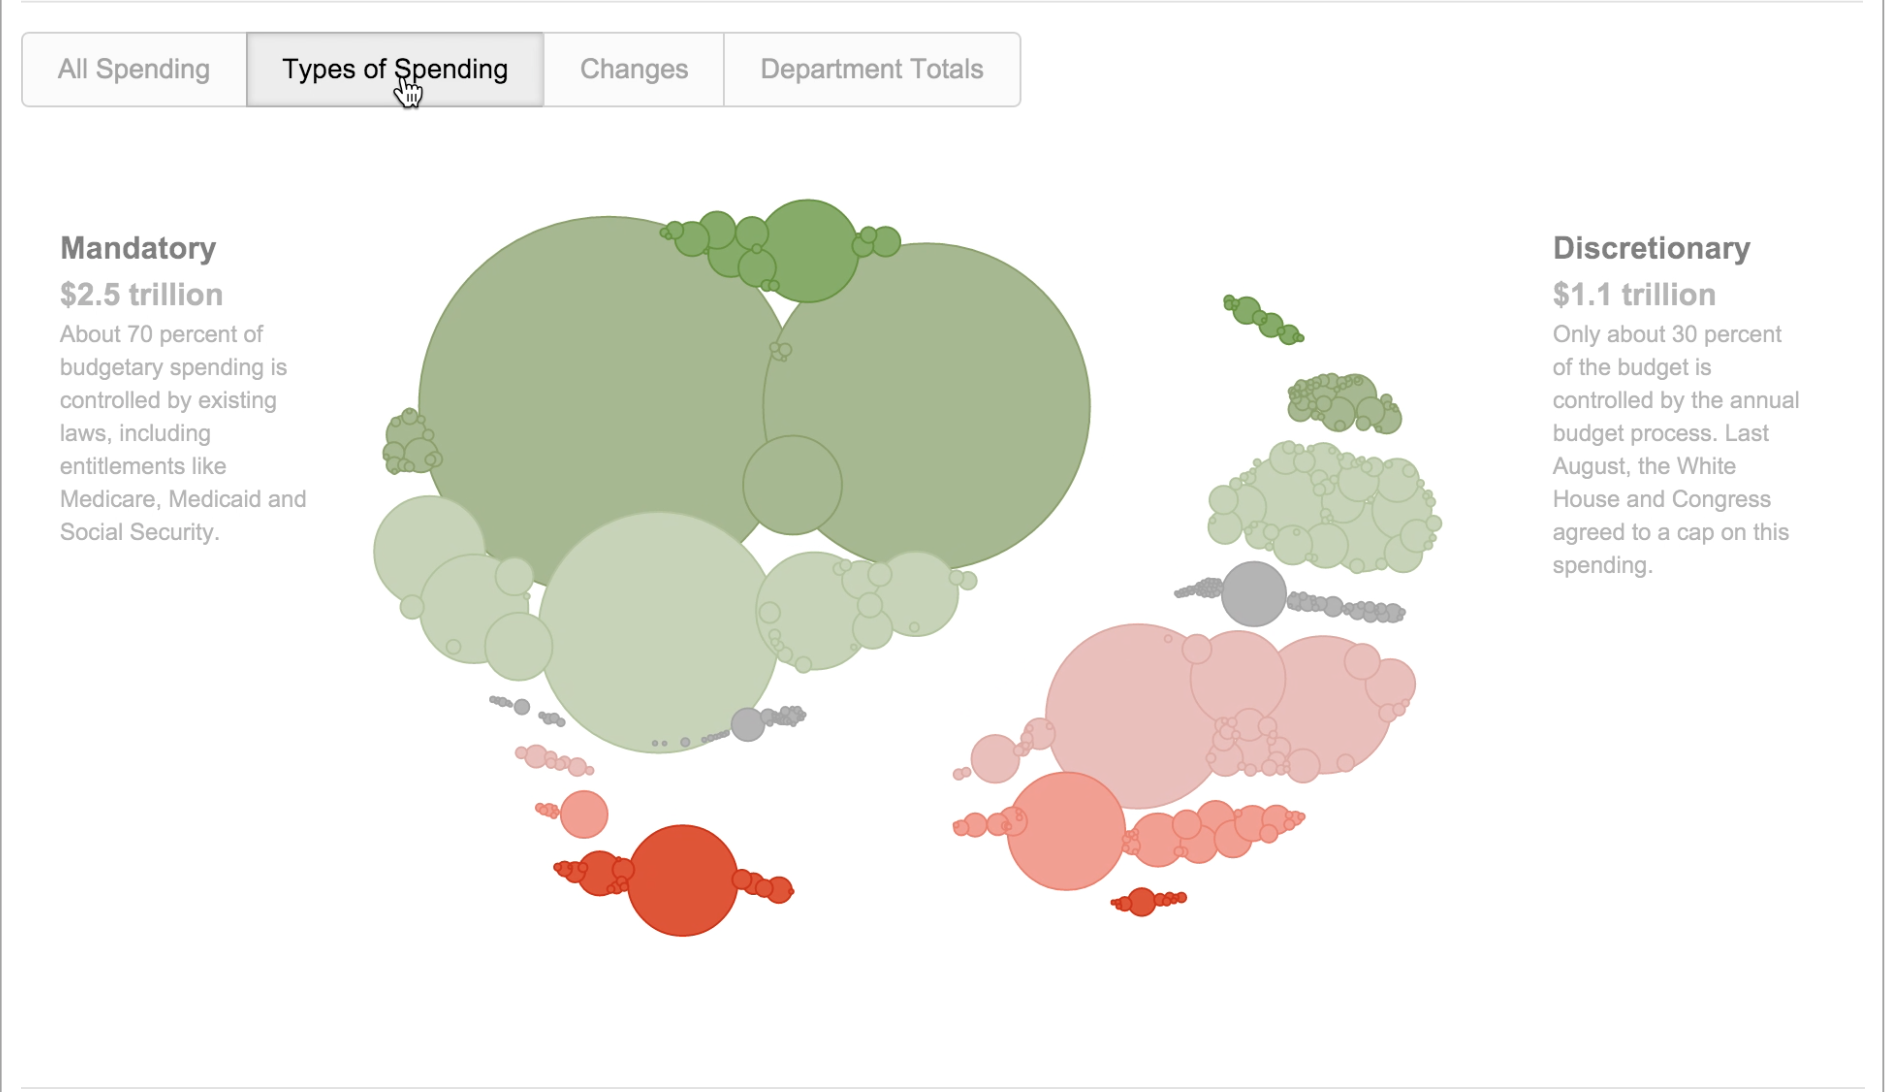 All Spending
Types of Spending
Changes
Department Totals
Mandatory
$2.5 trillion
About 70 percent of
budgetary spending is
controlled by existing
laws, including
entitlements like
Medicare, Medicaid and
Social Security.
Discretionary
$1.1 trillion
Only about 30 percent
of the budget is
controlled by the annual
budget process. Last
August, the White
House and Congress
agreed to a cap on this
spending.